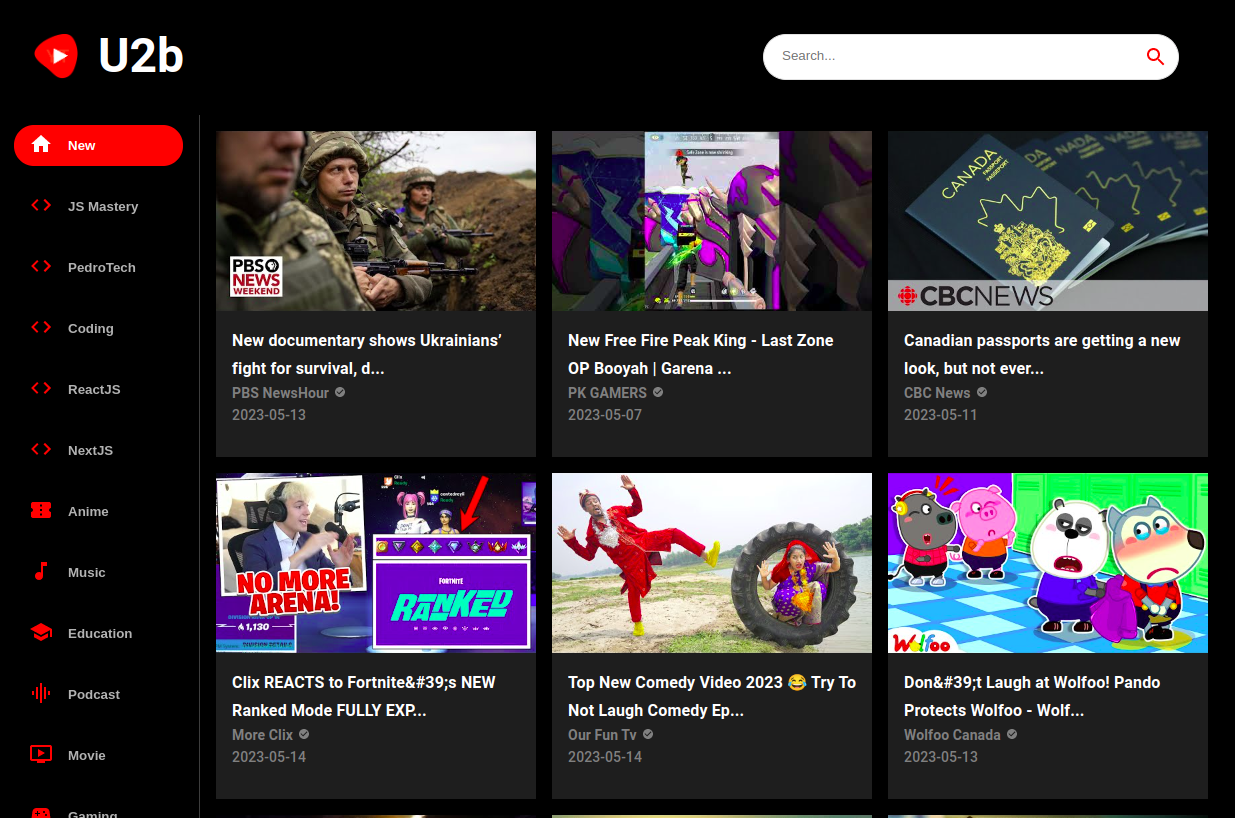 U2b
Search...
New
JS Mastery
PedroTech
Coding
ReactJS
NextJS
Anime
Music
Education
Podcast
Movie
Gaming
PBS
NEWS
WEEKEND
New documentary shows Ukrainians’
fight for survival, d...
PBS NewsHour
2023-05-13
New Free Fire Peak King - Last Zone
OP Booyah | Garena ...
PK GAMERS
2023-05-07
CANADA
PASSPORT
PASSEPORT
CBCNEWS
Canadian passports are getting a new
look, but not ever...
CBC News
2023-05-11
NO MORE
ARENA!
1,130
FORTNITE
RANKED
Clix REACTS to Fortnite&#39;s NEW
Ranked Mode FULLY EXP...
More Clix
2023-05-14
Top New Comedy Video 2023 😂 Try To
Not Laugh Comedy Ep...
Our Fun Tv
2023-05-14
Wolfoo
Don&#39;t Laugh at Wolfoo! Pando
Protects Wolfoo - Wolf...
Wolfoo Canada
2023-05-13